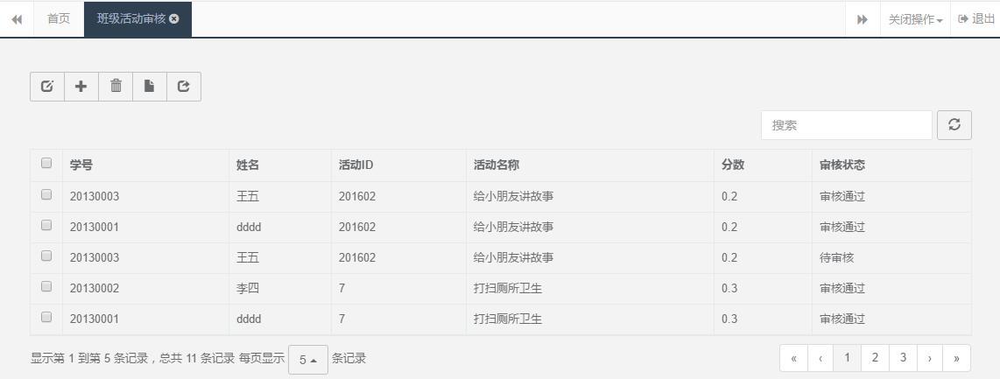 首页 班级活动审核 关闭操作 退出
搜索
学号 姓名 活动ID 活动名称 分数 审核状态
20130003 王五 201602 给小朋友讲故事 0.2 审核通过
20130001 dddd 201602 给小朋友讲故事 0.2 审核通过
20130003 王五 201602 给小朋友讲故事 0.2 待审核
20130002 李四 7 打扫厕所卫生 0.3 审核通过
20130001 dddd 7 打扫厕所卫生 0.3 审核通过
显示第 1 到第 5 条记录，总共 11 条记录 每页显示 5 条记录 « ‹ 1 2 3 › »